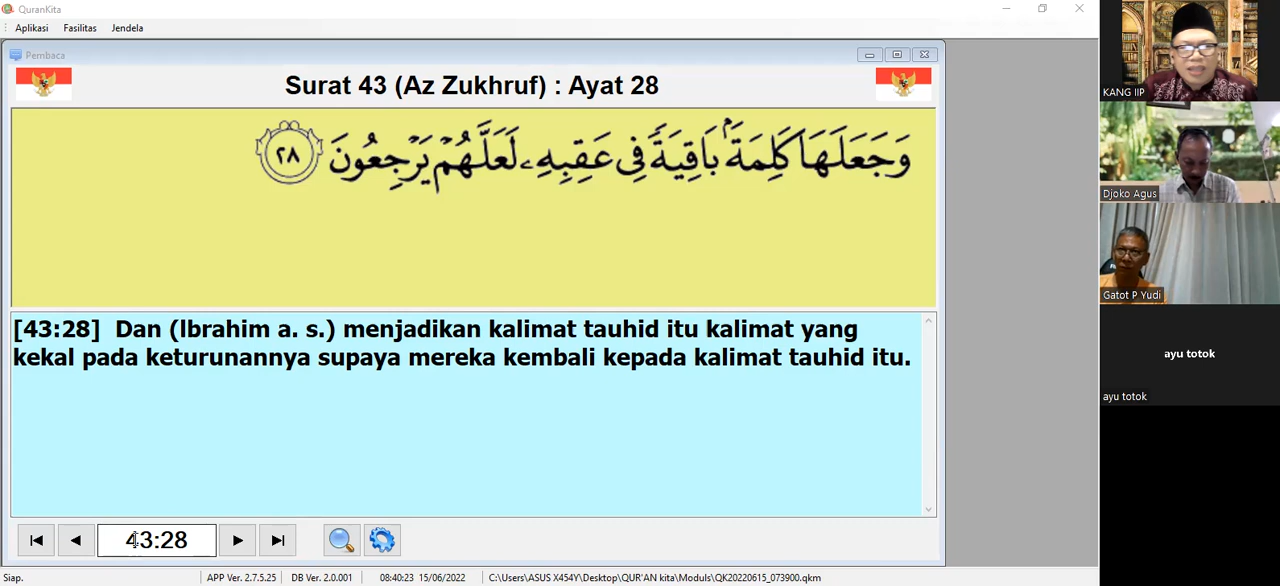 QuranKita
Aplikasi Fasilitas Jendela
Pembaca
Surat 43 (Az Zukhruf) : Ayat 28
وَجَعَلَهَا كَلِمَةًۢ بَاقِيَةً فِى عَقِبِهِۦ لَعَلَّهُمْ يَرْجِعُونَ ٢٨
[43:28] Dan (Ibrahim a. s.) menjadikan kalimat tauhid itu kalimat yang
kekal pada keturunannya supaya mereka kembali kepada kalimat tauhid itu.
43:28
Siap. APP Ver. 2.7.5.25 DB Ver. 2.0.001 08:40:23 15/06/2022 C:\Users\ASUS X454Y\Desktop\QUR'AN kita\Moduls\QK20220615_073900.qkm
KANG IIP
Djoko Agus
Gatot P Yudi
ayu totok
ayu totok